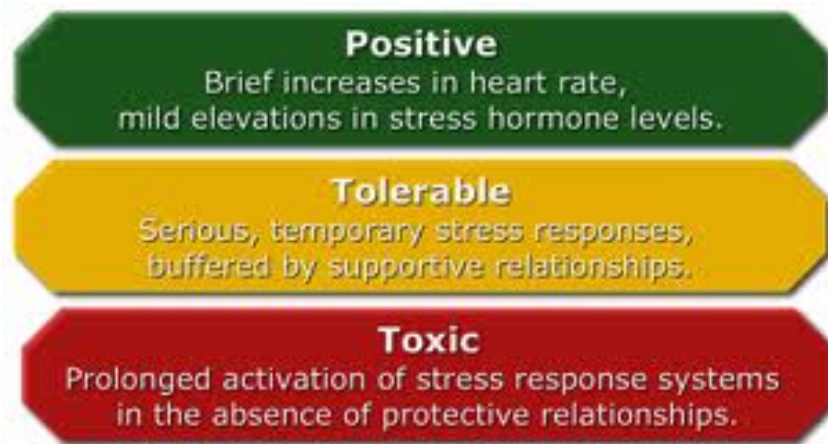 Positive
Brief increases in heart rate,
mild elevations in stress hormone levels.
Tolerable
Serious, temporary stress responses,
buffered by supportive relationships.
Toxic
Prolonged activation of stress response systems
in the absence of protective relationships.